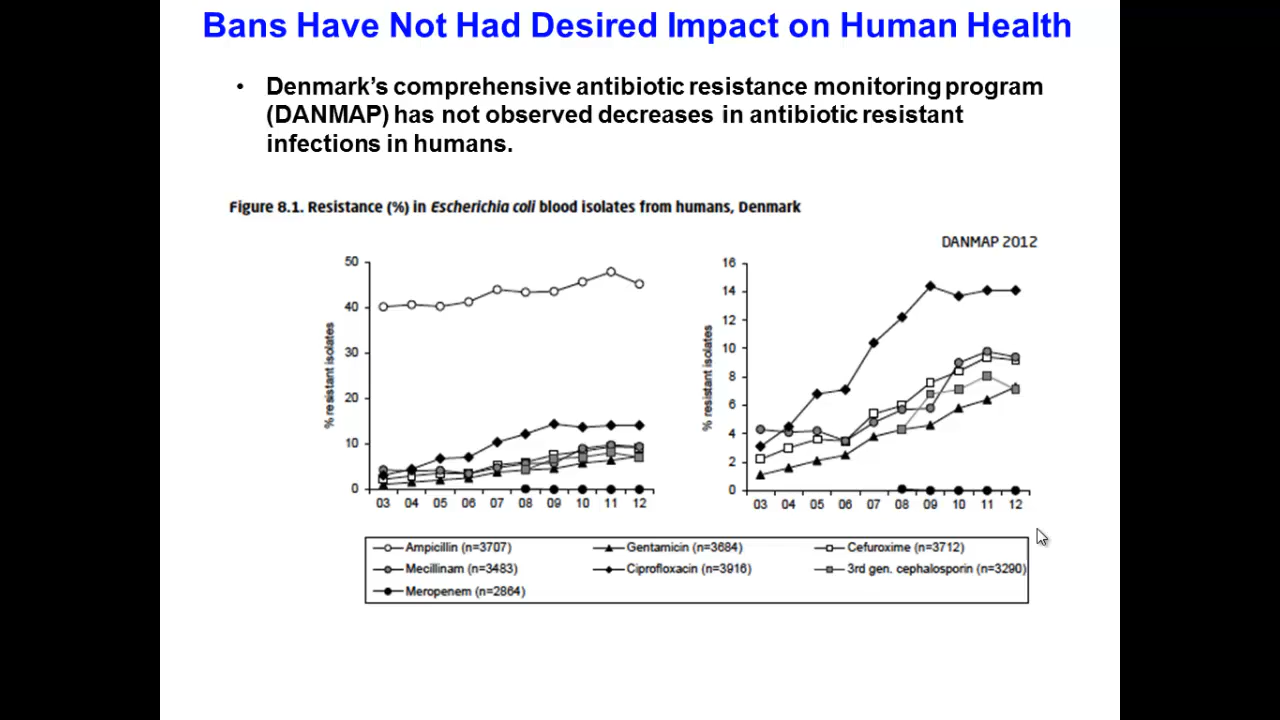 Bans Have Not Had Desired Impact on Human Health
• Denmark's comprehensive antibiotic resistance monitoring program
(DANMAP) has not observed decreases in antibiotic resistant
infections in humans.
Figure 8.1. Resistance (%) in Escherichia coli blood isolates from humans, Denmark
DANMAP 2012
% resistant isolates
50
40
30
20
10
0
03 04 05 06 07 08 09 10 11 12
% resistant isolates
16
14
12
10
8
6
4
2
0
03 04 05 06 07 08 09 10 11 12
Ampicillin (n=3707) Gentamicin (n=3684) Cefuroxime (n=3712)
Mecillinam (n=3483) Ciprofloxacin (n=3916) 3rd gen. cephalosporin (n=3290)
Meropenem (n=2864)